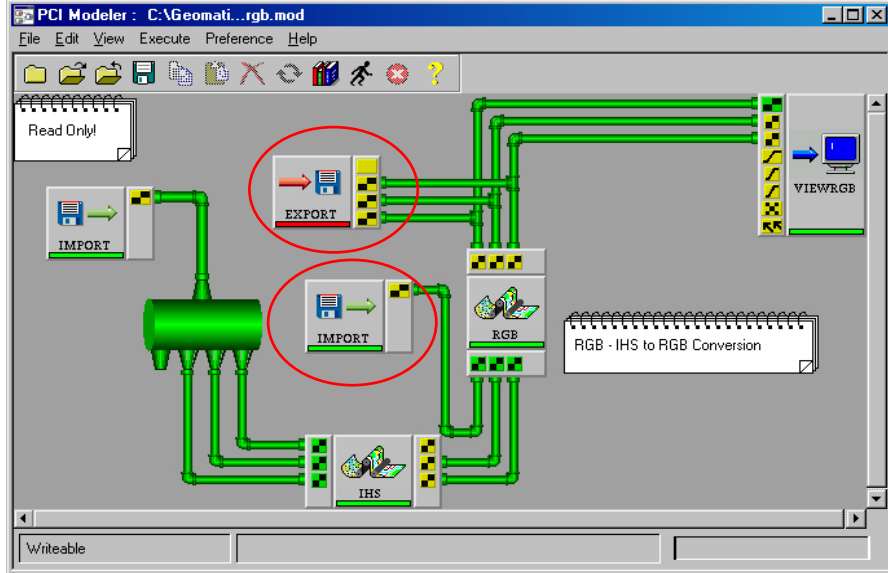 PCI Modeler : C:\Geomati...rgb.mod
File Edit View Execute Preference Help
Read Only!
EXPORT
VIEWRGB
IMPORT
IMPORT
RGB
RGB - IHS to RGB Conversion
IHS
Writeable